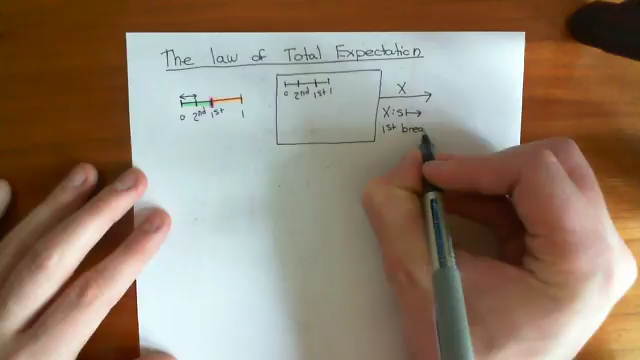 The law of Total Expectation
0 2nd 1st 1
0 2nd 1st 1
X
X: s ↦
1st brea